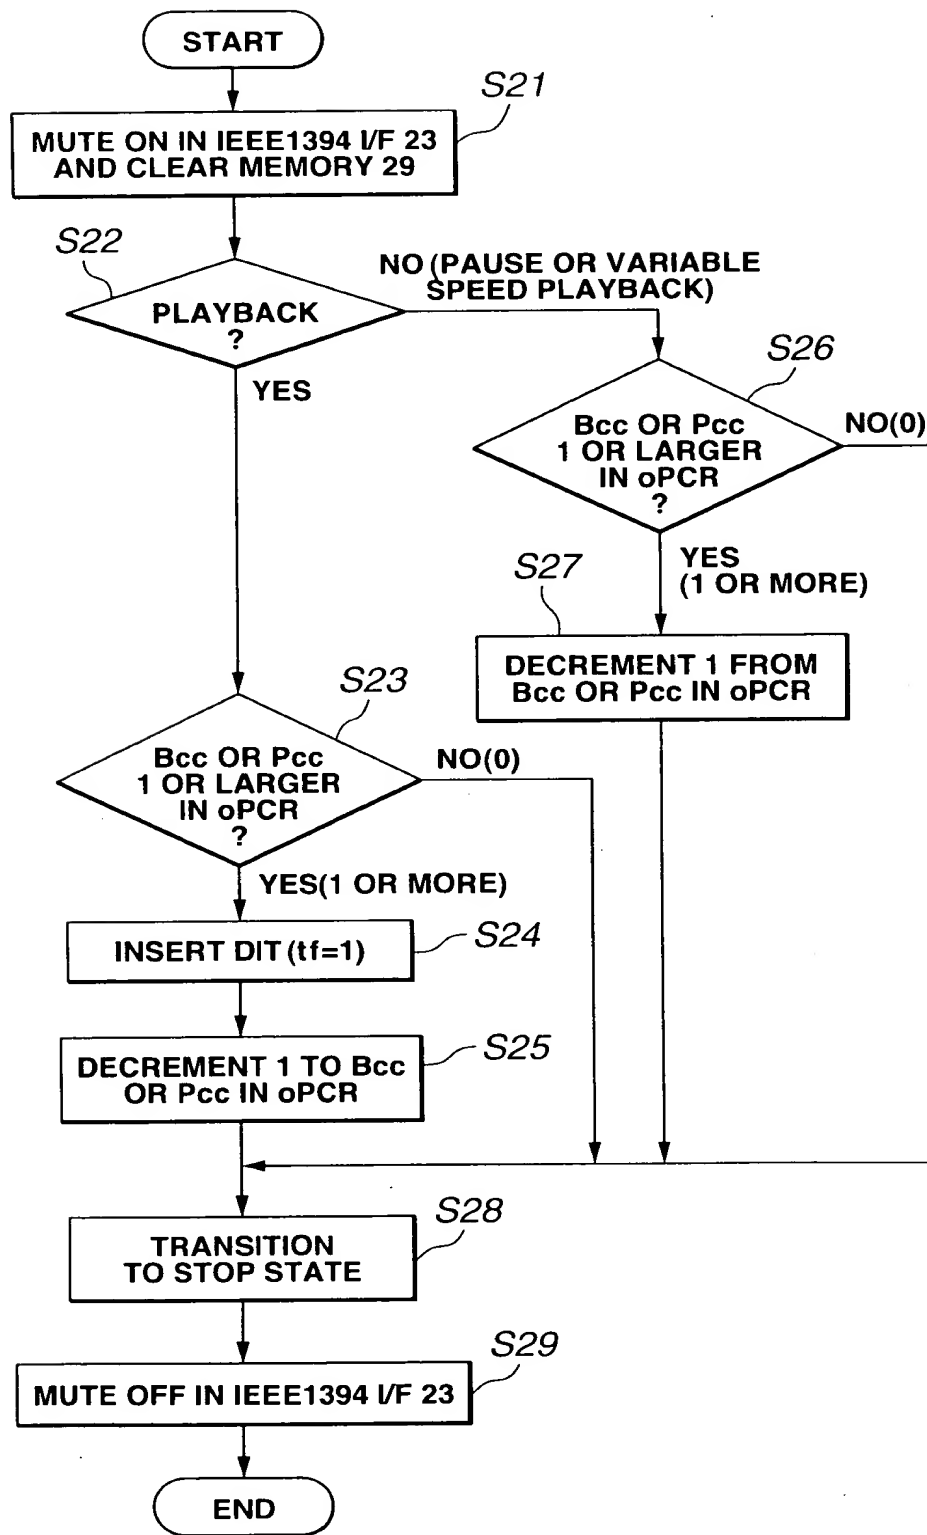 START
S21
MUTE ON IN IEEE1394 I/F 23
AND CLEAR MEMORY 29
S22
NO (PAUSE OR VARIABLE
SPEED PLAYBACK)
PLAYBACK
?
YES
S26
Bcc OR Pcc
1 OR LARGER
IN oPCR
?
NO(0)
YES
(1 OR MORE)
S27
DECREMENT 1 FROM
Bcc OR Pcc IN oPCR
S23
Bcc OR Pcc
1 OR LARGER
IN oPCR
?
NO(0)
YES(1 OR MORE)
INSERT DIT (tf=1)
S24
DECREMENT 1 TO Bcc
OR Pcc IN oPCR
S25
S28
TRANSITION
TO STOP STATE
S29
MUTE OFF IN IEEE1394 I/F 23
END